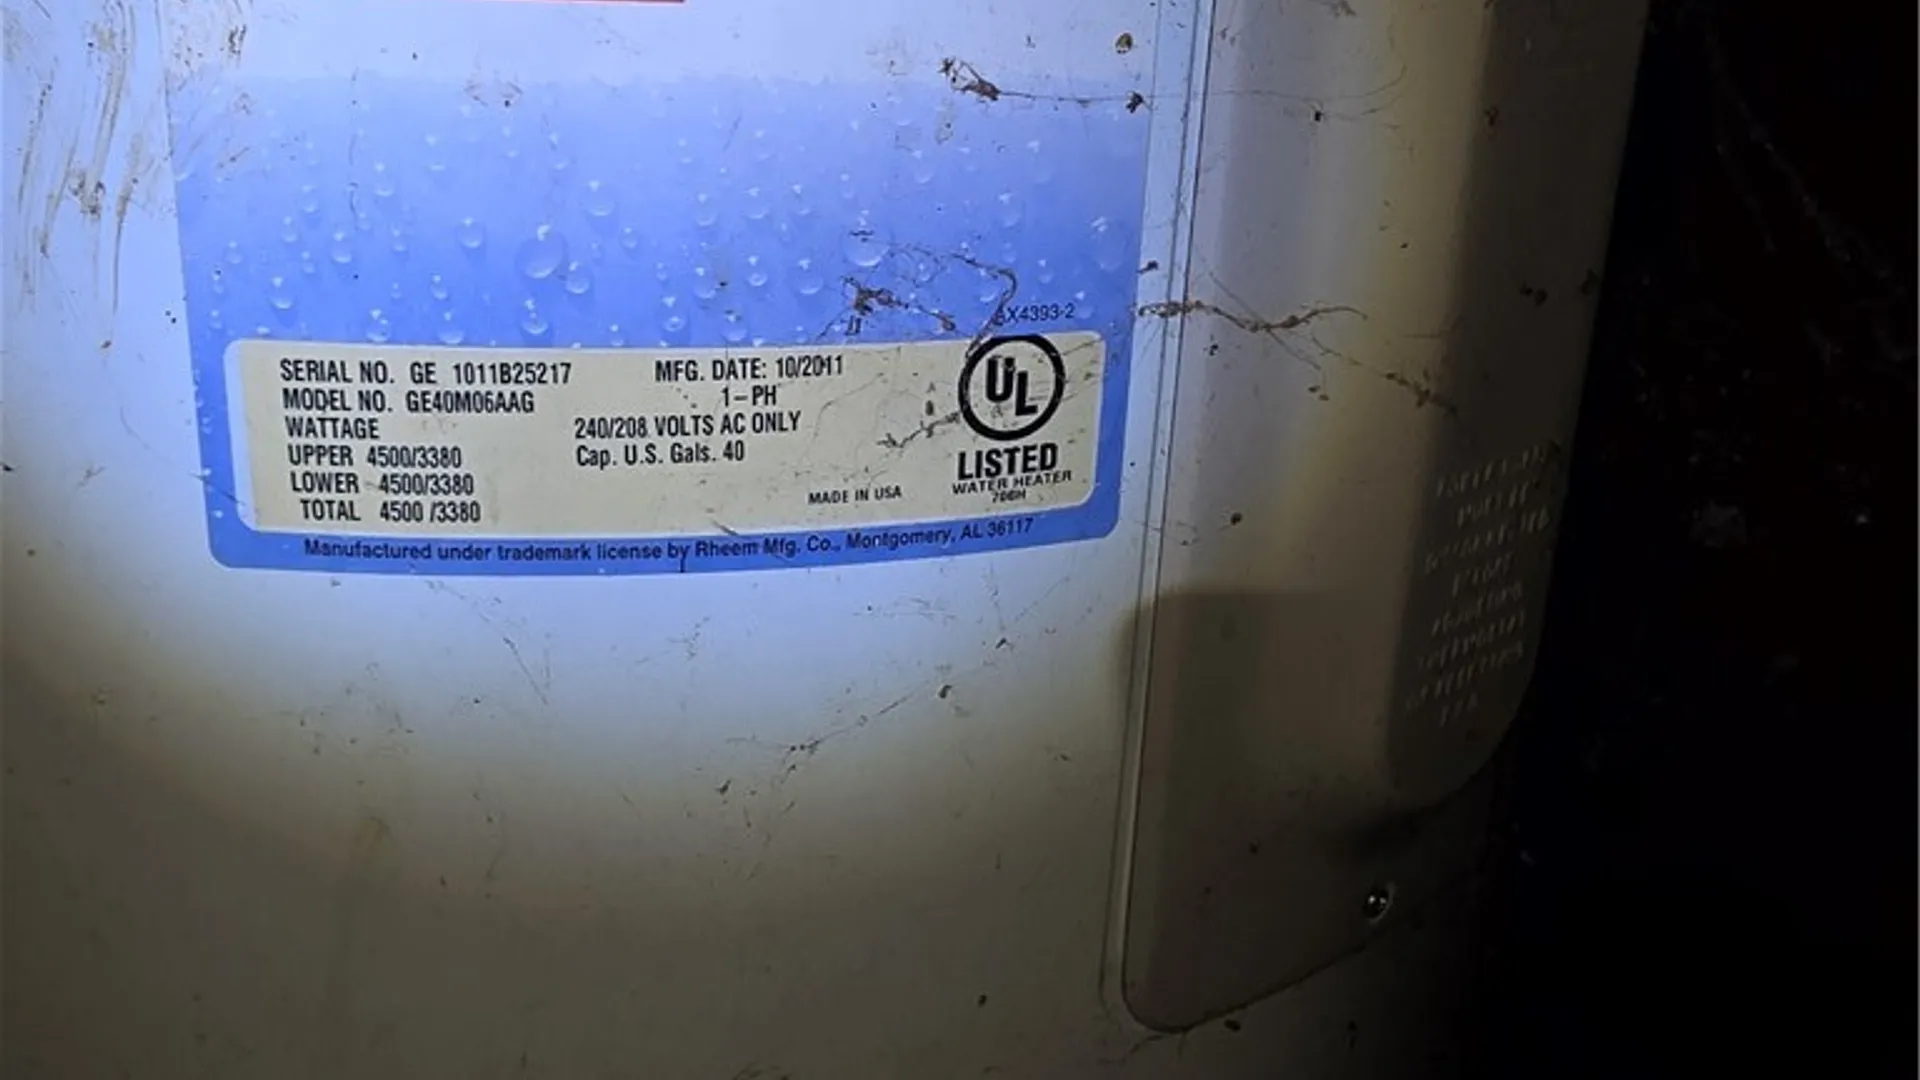 AX4393-2
SERIAL NO. GE 1011B25217 MFG. DATE: 10/2011
MODEL NO. GE40M06AAG 1-PH
WATTAGE 240/208 VOLTS AC ONLY
UPPER 4500/3380 Cap. U.S. Gals. 40
LOWER 4500/3380
TOTAL 4500 /3380
UL
LISTED
WATER HEATER
MADE IN USA
Manufactured under trademark license by Rheem Mfg. Co., Montgomery, AL 36117